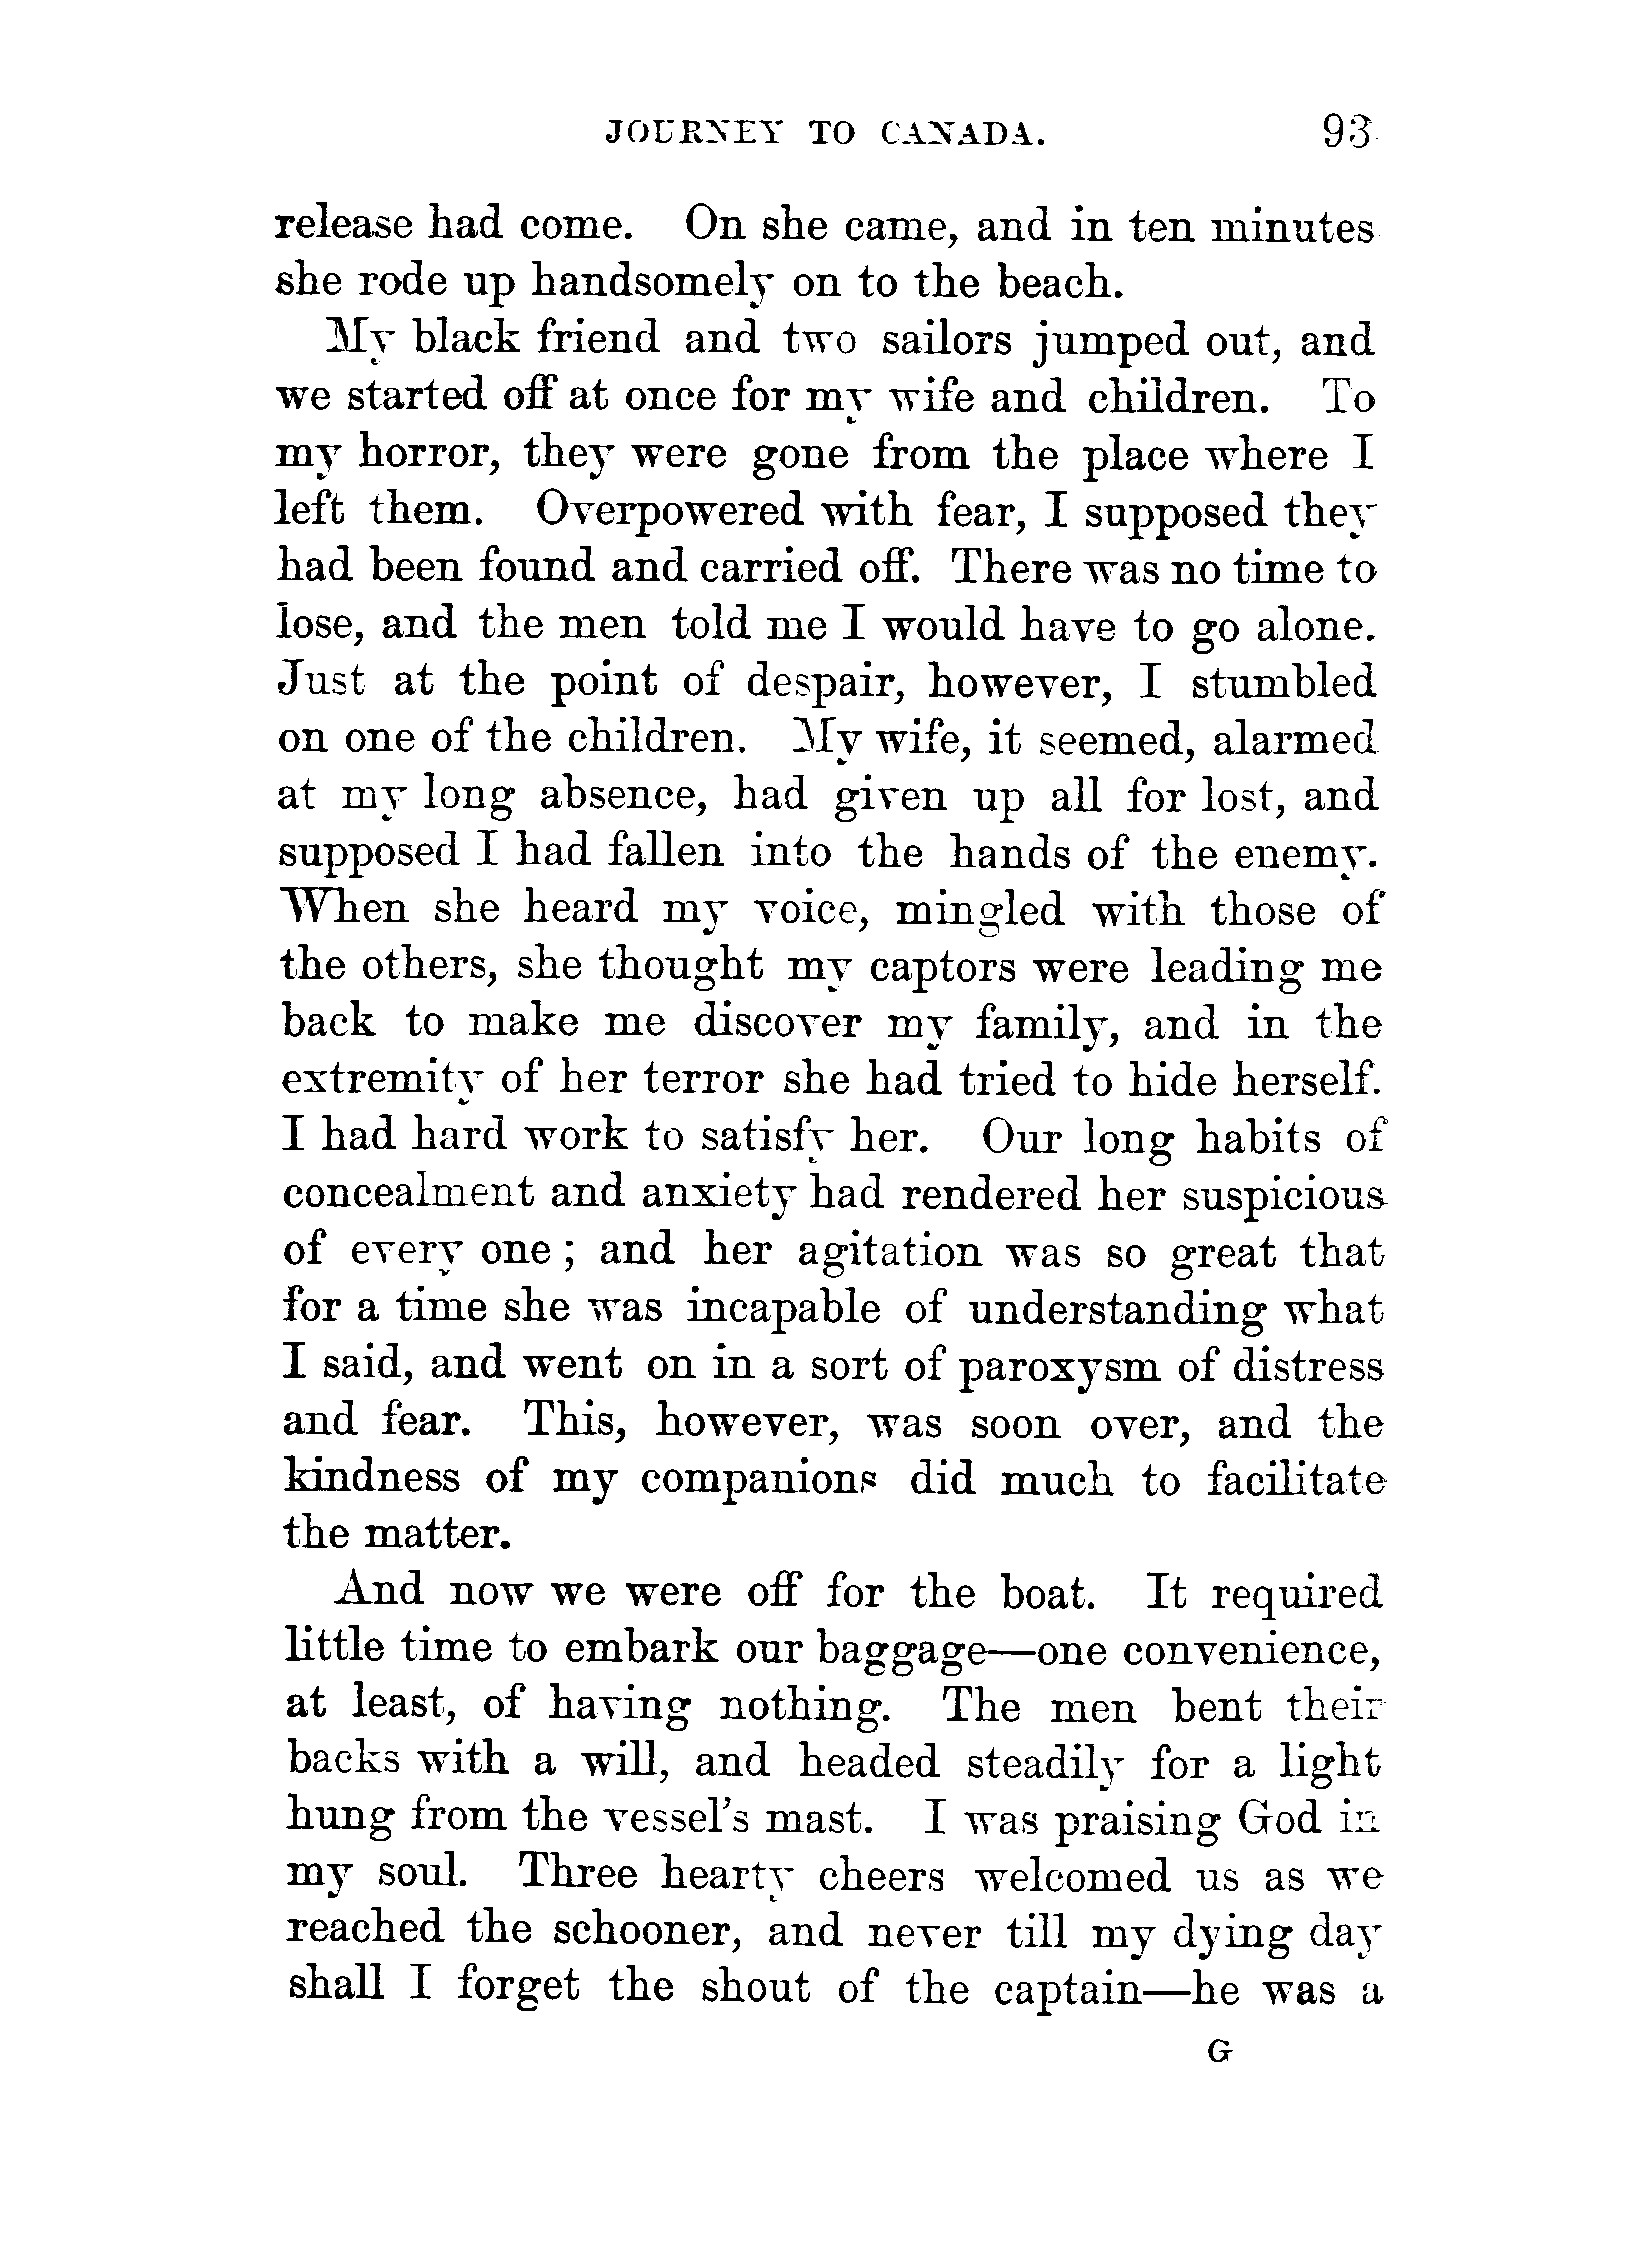 JOURNEY TO CANADA. 93
release had come. On she came, and in ten minutes
she rode up handsomely on to the beach.
My black friend and two sailors jumped out, and
we started off at once for my wife and children. To
my horror, they were gone from the place where I
left them. Overpowered with fear, I supposed they
had been found and carried off. There was no time to
lose, and the men told me I would have to go alone.
Just at the point of despair, however, I stumbled
on one of the children. My wife, it seemed, alarmed
at my long absence, had given up all for lost, and
supposed I had fallen into the hands of the enemy.
When she heard my voice, mingled with those of
the others, she thought my captors were leading me
back to make me discover my family, and in the
extremity of her terror she had tried to hide herself.
I had hard work to satisfy her. Our long habits of
concealment and anxiety had rendered her suspicious
of every one; and her agitation was so great that
for a time she was incapable of understanding what
I said, and went on in a sort of paroxysm of distress
and fear. This, however, was soon over, and the
kindness of my companions did much to facilitate
the matter.
And now we were off for the boat. It required
little time to embark our baggage—one convenience,
at least, of having nothing. The men bent their
backs with a will, and headed steadily for a light
hung from the vessel's mast. I was praising God in
my soul. Three hearty cheers welcomed us as we
reached the schooner, and never till my dying day
shall I forget the shout of the captain—he was a
G